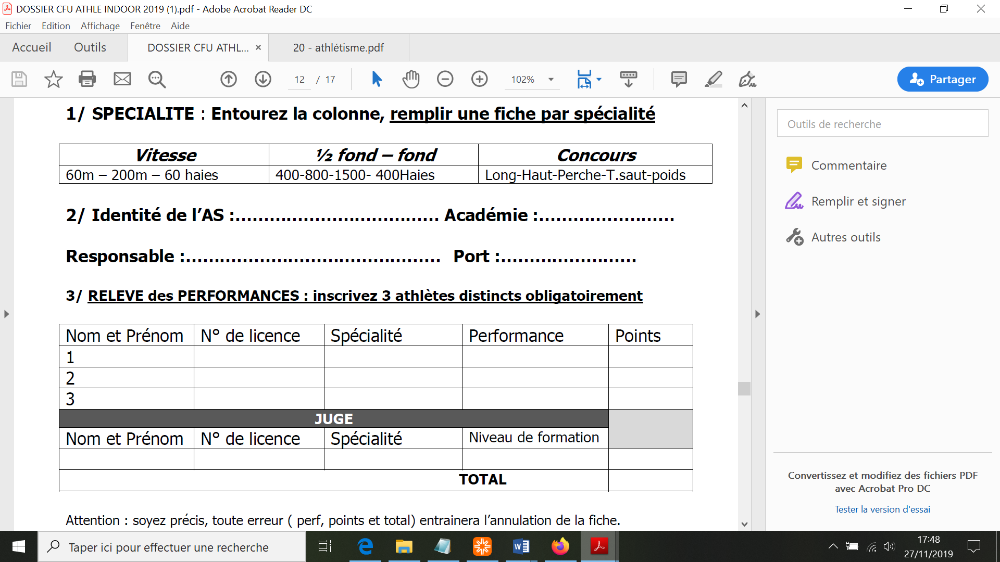 DOSSIER CFU ATHLE INDOOR 2019 (1).pdf - Adobe Acrobat Reader DC
Fichier Edition Affichage Fenêtre Aide
Accueil Outils DOSSIER CFU ATHL... × 20 - athlétisme.pdf
12 / 17 102% Partager
1/ SPECIALITE : Entourez la colonne, remplir une fiche par spécialité
Vitesse ½ fond – fond Concours
60m – 200m – 60 haies 400-800-1500- 400Haies Long-Haut-Perche-T.saut-poids
2/ Identité de l’AS :.................................... Académie :........................
Responsable :............................................. Port :........................
3/ RELEVE des PERFORMANCES : inscrivez 3 athlètes distincts obligatoirement
Nom et Prénom N° de licence Spécialité Performance Points
1
2
3
JUGE
Nom et Prénom N° de licence Spécialité Niveau de formation
TOTAL
Attention : soyez précis, toute erreur ( perf, points et total) entrainera l’annulation de la fiche.
Outils de recherche
Commentaire
Remplir et signer
Autres outils
Convertissez et modifiez des fichiers PDF
avec Acrobat Pro DC
Tester la version d'essai
Taper ici pour effectuer une recherche
17:48
27/11/2019